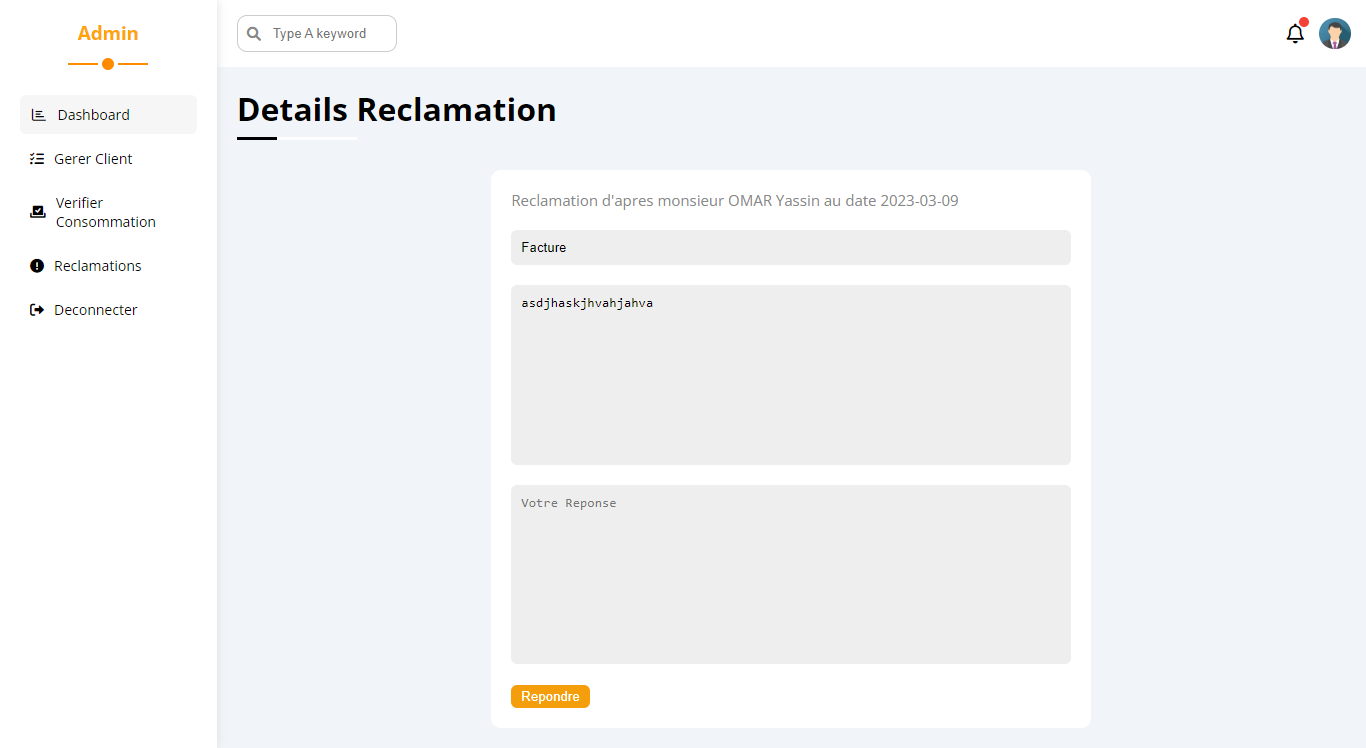 Admin
Type A keyword
Dashboard
Gerer Client
Verifier
Consommation
Reclamations
Deconnecter
Details Reclamation
Reclamation d'apres monsieur OMAR Yassin au date 2023-03-09
Facture
asdjhaskjhvahjahva
Votre Reponse
Repondre